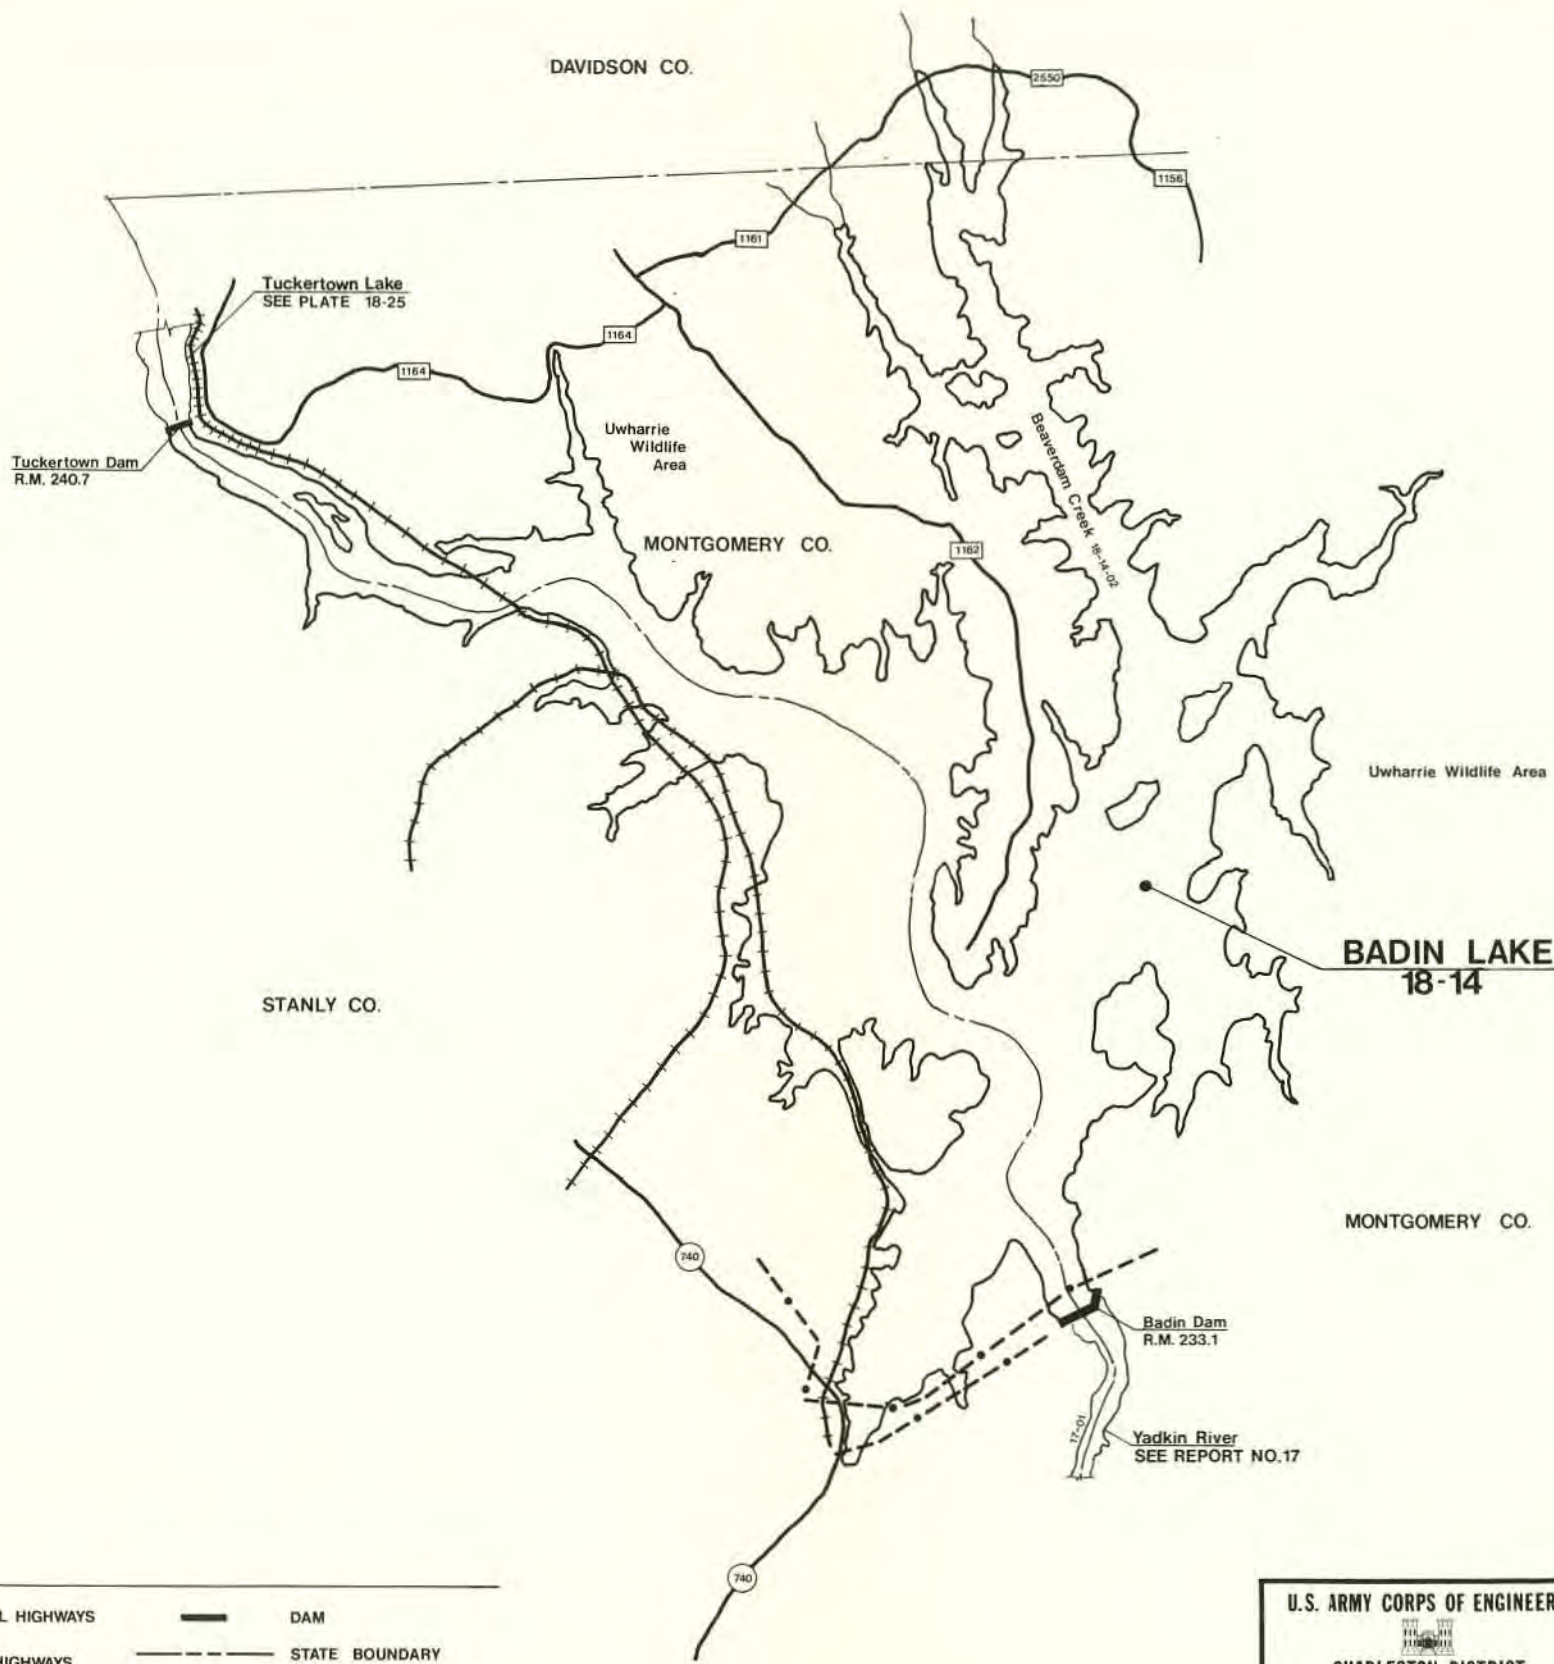 DAVIDSON CO.
2550
1156
1161
Tuckertown Lake
SEE PLATE 18-25
1164
1164
Uwharrie
Wildlife
Area
Beaverdam Creek 18-14-02
Tuckertown Dam
R.M. 240.7
MONTGOMERY CO.
1162
Uwharrie Wildlife Area
BADIN LAKE
18-14
STANLY CO.
MONTGOMERY CO.
740
Badin Dam
R.M. 233.1
17-01
Yadkin River
SEE REPORT NO.17
740
L HIGHWAYS
DAM
HIGHWAYS
STATE BOUNDARY
U.S. ARMY CORPS OF ENGINEER
CHARLESTON DISTRICT